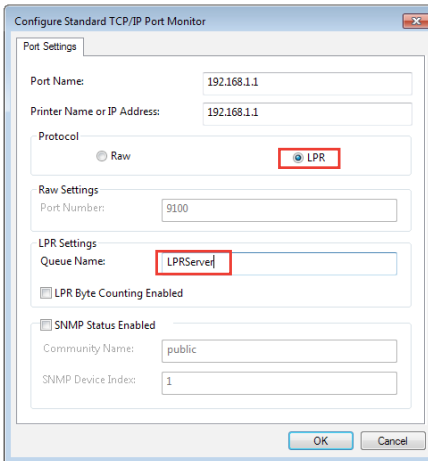 Configure Standard TCP/IP Port Monitor
Port Settings
Port Name: 192.168.1.1
Printer Name or IP Address: 192.168.1.1
Protocol
Raw LPR
Raw Settings
Port Number: 9100
LPR Settings
Queue Name: LPRServer
LPR Byte Counting Enabled
SNMP Status Enabled
Community Name: public
SNMP Device Index: 1
OK Cancel